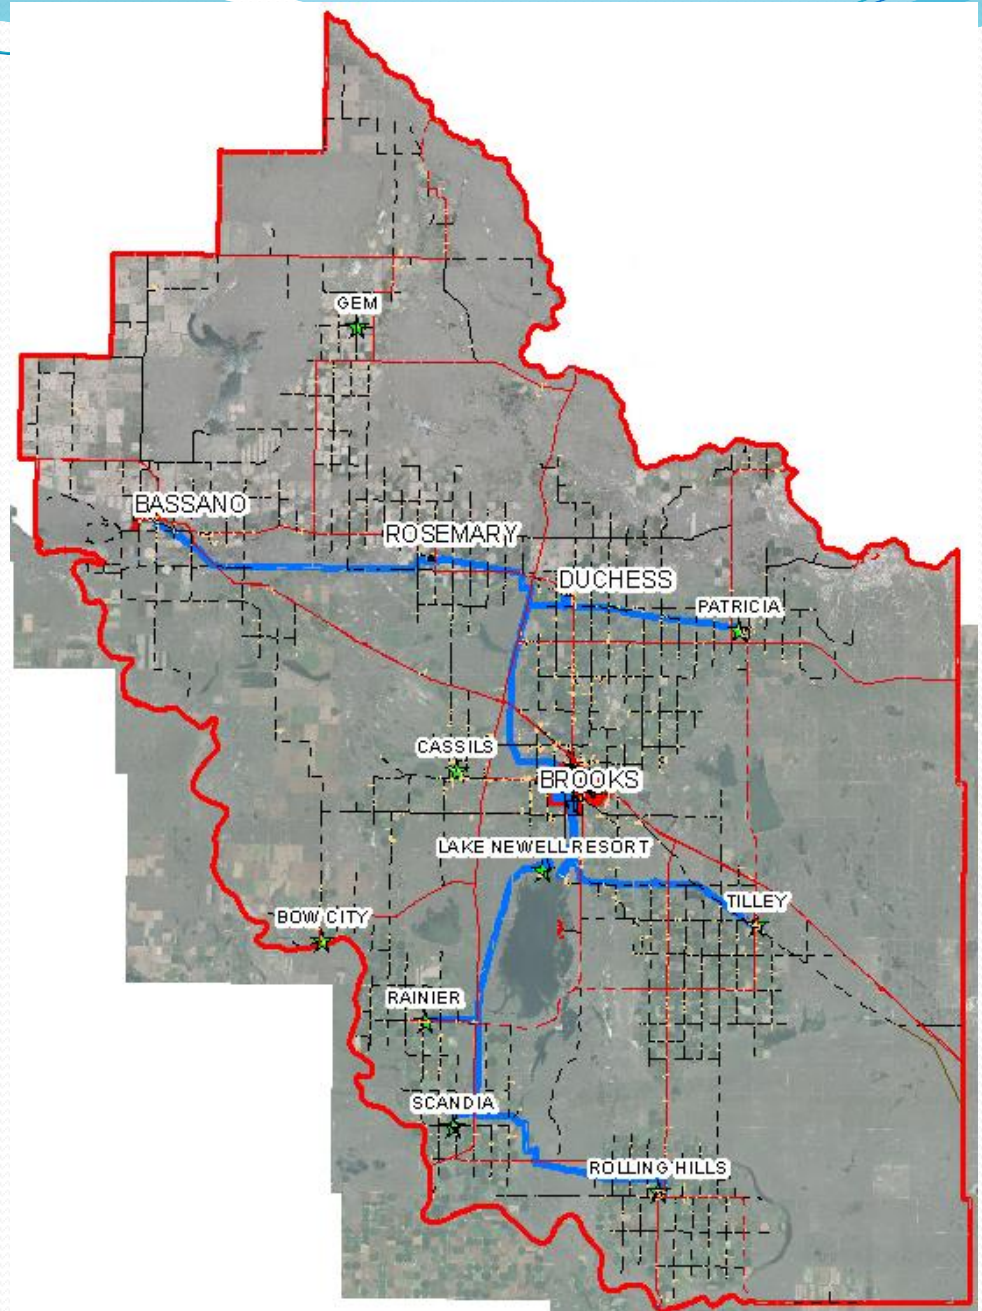 GEM
BASSANO
ROSEMARY
DUCHESS
PATRICIA
CASSILS
BROOKS
LAKE NEWELL RESORT
TILLEY
BOW CITY
RAINIER
SCANDIA
ROLLING HILLS